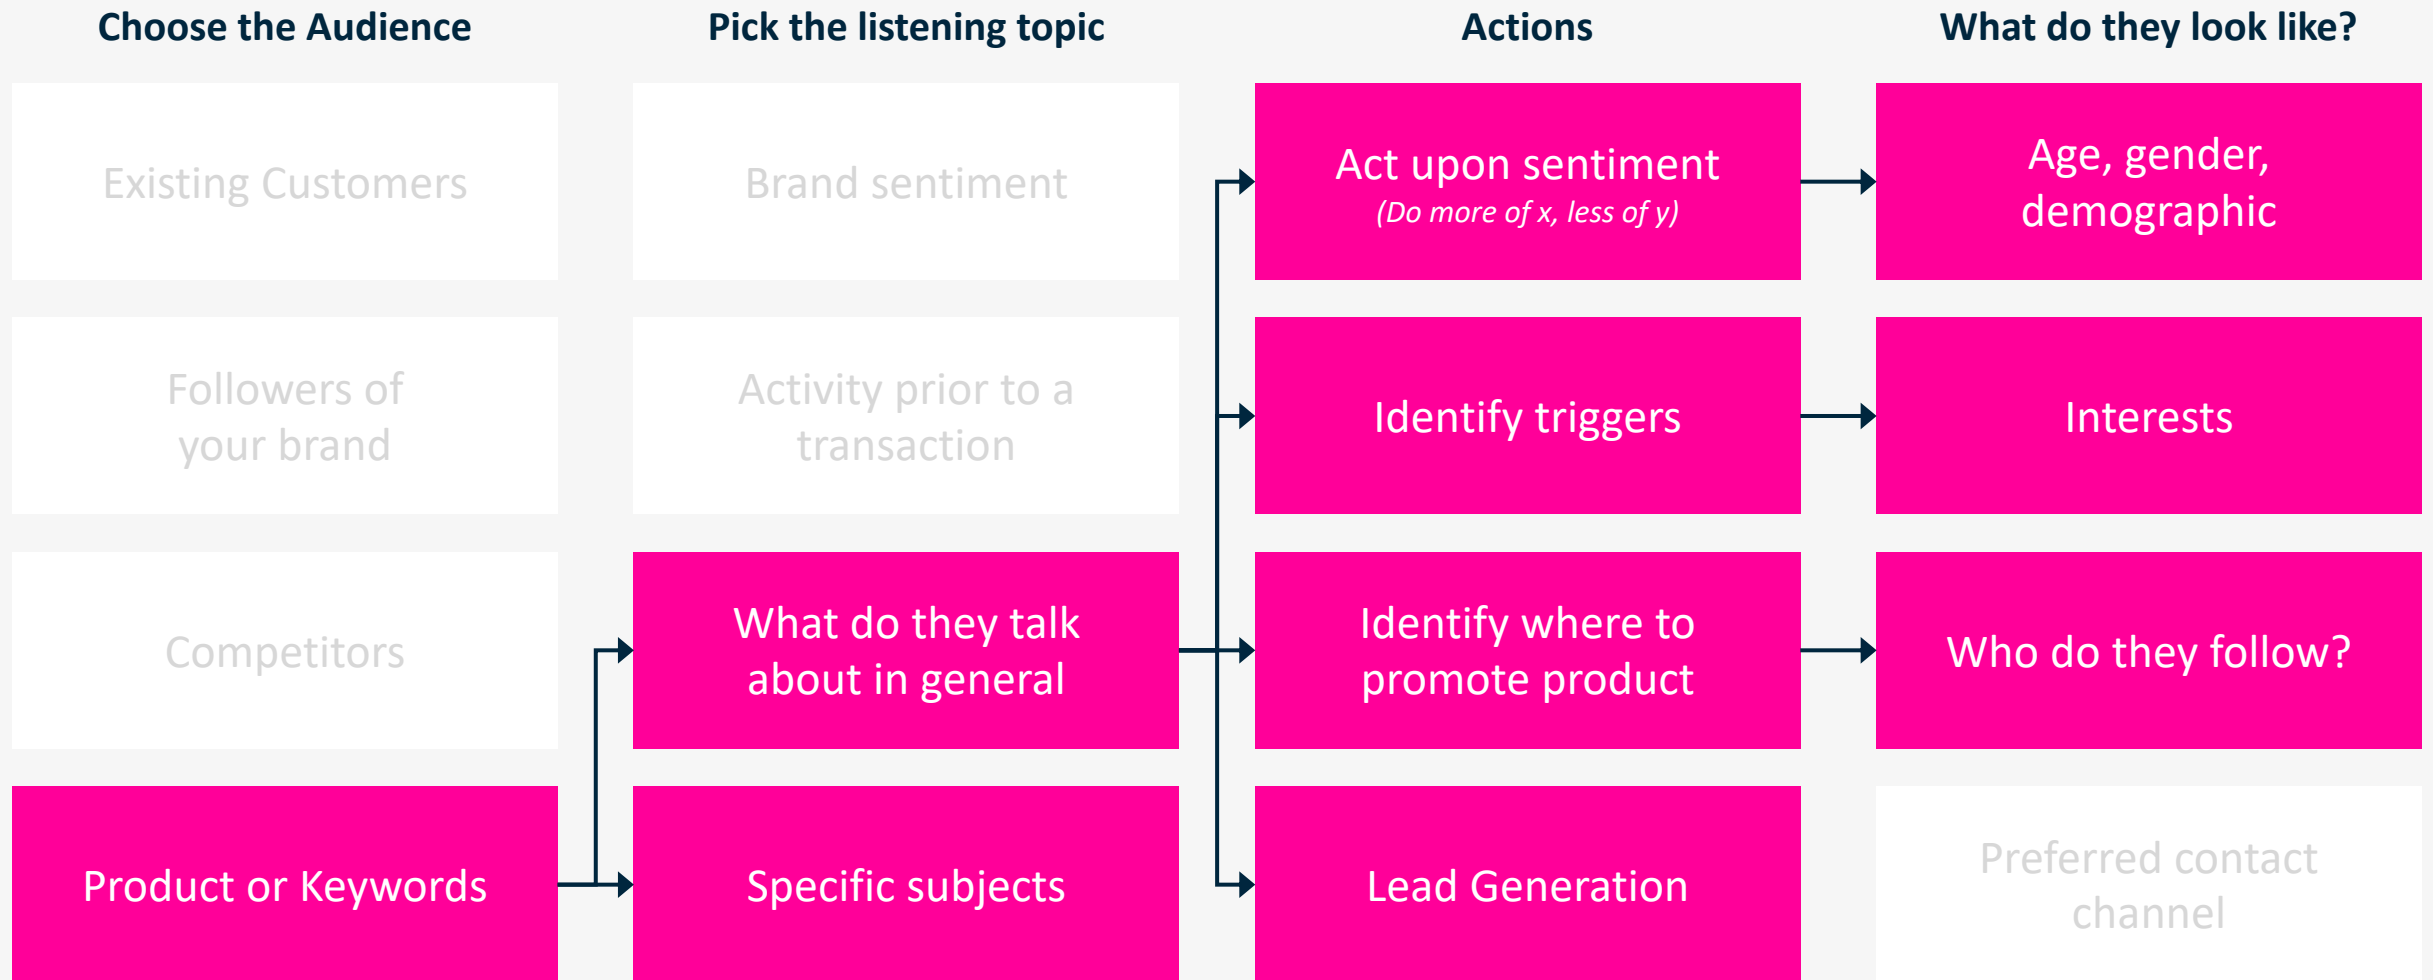 Choose the Audience
Pick the listening topic
Actions
What do they look like?
Existing Customers
Brand sentiment
Act upon sentiment
(Do more of x, less of y)
Age, gender,
demographic
Followers of
your brand
Activity prior to a
transaction
Identify triggers
Interests
Competitors
What do they talk
about in general
Identify where to
promote product
Who do they follow?
Product or Keywords
Specific subjects
Lead Generation
Preferred contact
channel